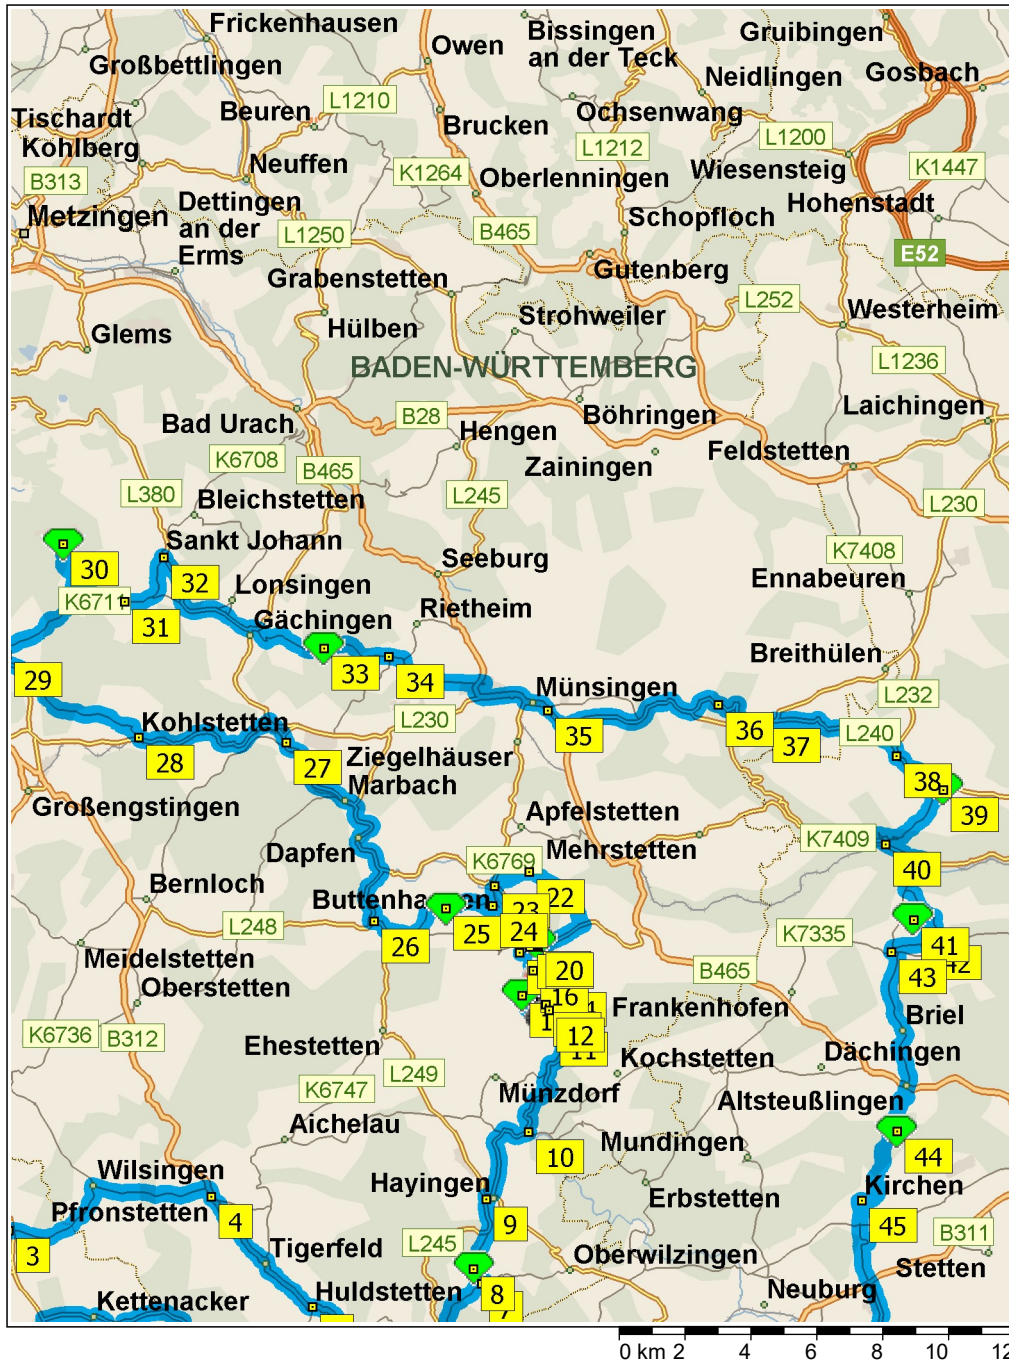 Frickenhausen
Großbettlingen
Owen
Bissingen
an der Teck
Gruibingen
Neidlingen
Gosbach
L1210
Beuren
Tischardt
Kohlberg
Brucken
Ochsenwang
L1200
Neuffen
L1212
Wiesensteig
K1447
B313
K1264
Oberlenningen
Metzingen
Dettingen
an der
Erms
L1250
B465
Schopfloch
Hohenstadt
E52
Grabenstetten
Gutenberg
L252
Westerheim
Glems
Hülben
Strohweiler
BADEN-WÜRTTEMBERG
L1236
Bad Urach
B28
Böhringen
Laichingen
Hengen
K6708
B465
Zainingen
Feldstetten
L380
Bleichstetten
L245
L230
Sankt Johann
Seeburg
K7408
30
32
Lonsingen
Ennabeuren
K6711
31
Gächingen
Rietheim
33
34
Breithülen
29
Münsingen
L232
Kohlstetten
L230
35
36
37
L240
28
27
Ziegelhäuser
Marbach
38
39
Großengstingen
Apfelstetten
K7409
Dapfen
K6769
Mehrstetten
40
Bernloch
Buttenhausen
22
23
L248
26
25
24
K7335
41
42
Meidelstetten
Oberstetten
20
B465
43
16
Frankenhofen
Briel
K6736
B312
12
11
Ehestetten
Kochstetten
Dächingen
L249
K6747
Münzdorf
Altsteußlingen
Aichelau
10
Mundingen
44
Wilsingen
Hayingen
Kirchen
Pfronstetten
Erbstetten
4
9
45
3
L245
B311
Tigerfeld
Oberwilzingen
Stetten
Huldstetten
8
7
Neuburg
Kettenacker
0 km 2 4 6 8 10 12